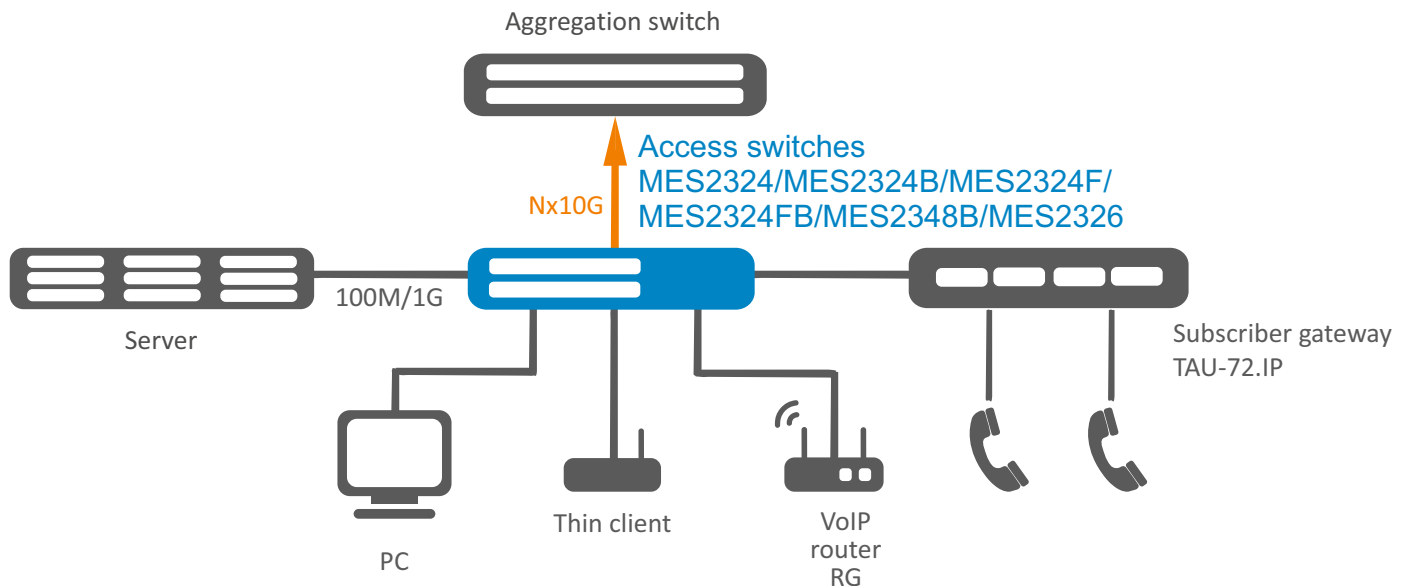 Aggregation switch
Access switches
MES2324/MES2324B/MES2324F/
MES2324FB/MES2348B/MES2326
Nx10G
100M/1G
Server
Subscriber gateway
TAU-72.IP
PC
Thin client
VoIP
router
RG